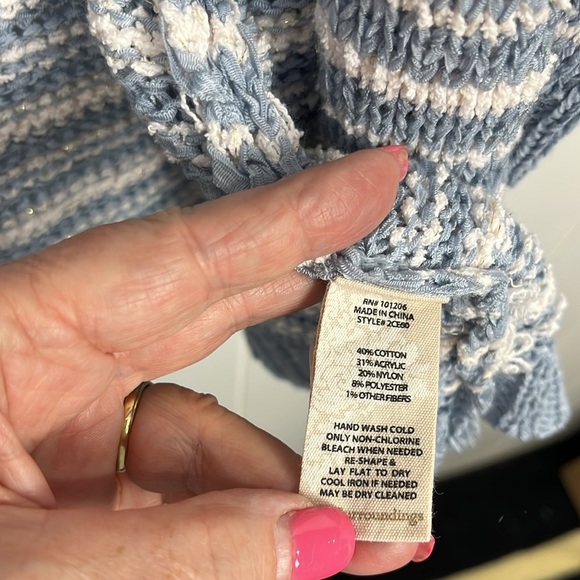 RN# 101206
MADE IN CHINA
STYLE# 2CE60
40% COTTON
31% ACRYLIC
20% NYLON
8% POLYESTER
1% OTHER FIBERS
HAND WASH COLD
ONLY NON-CHLORINE
BLEACH WHEN NEEDED
RE-SHAPE &
LAY FLAT TO DRY
COOL IRON IF NEEDED
MAY BE DRY CLEANED
rroundings